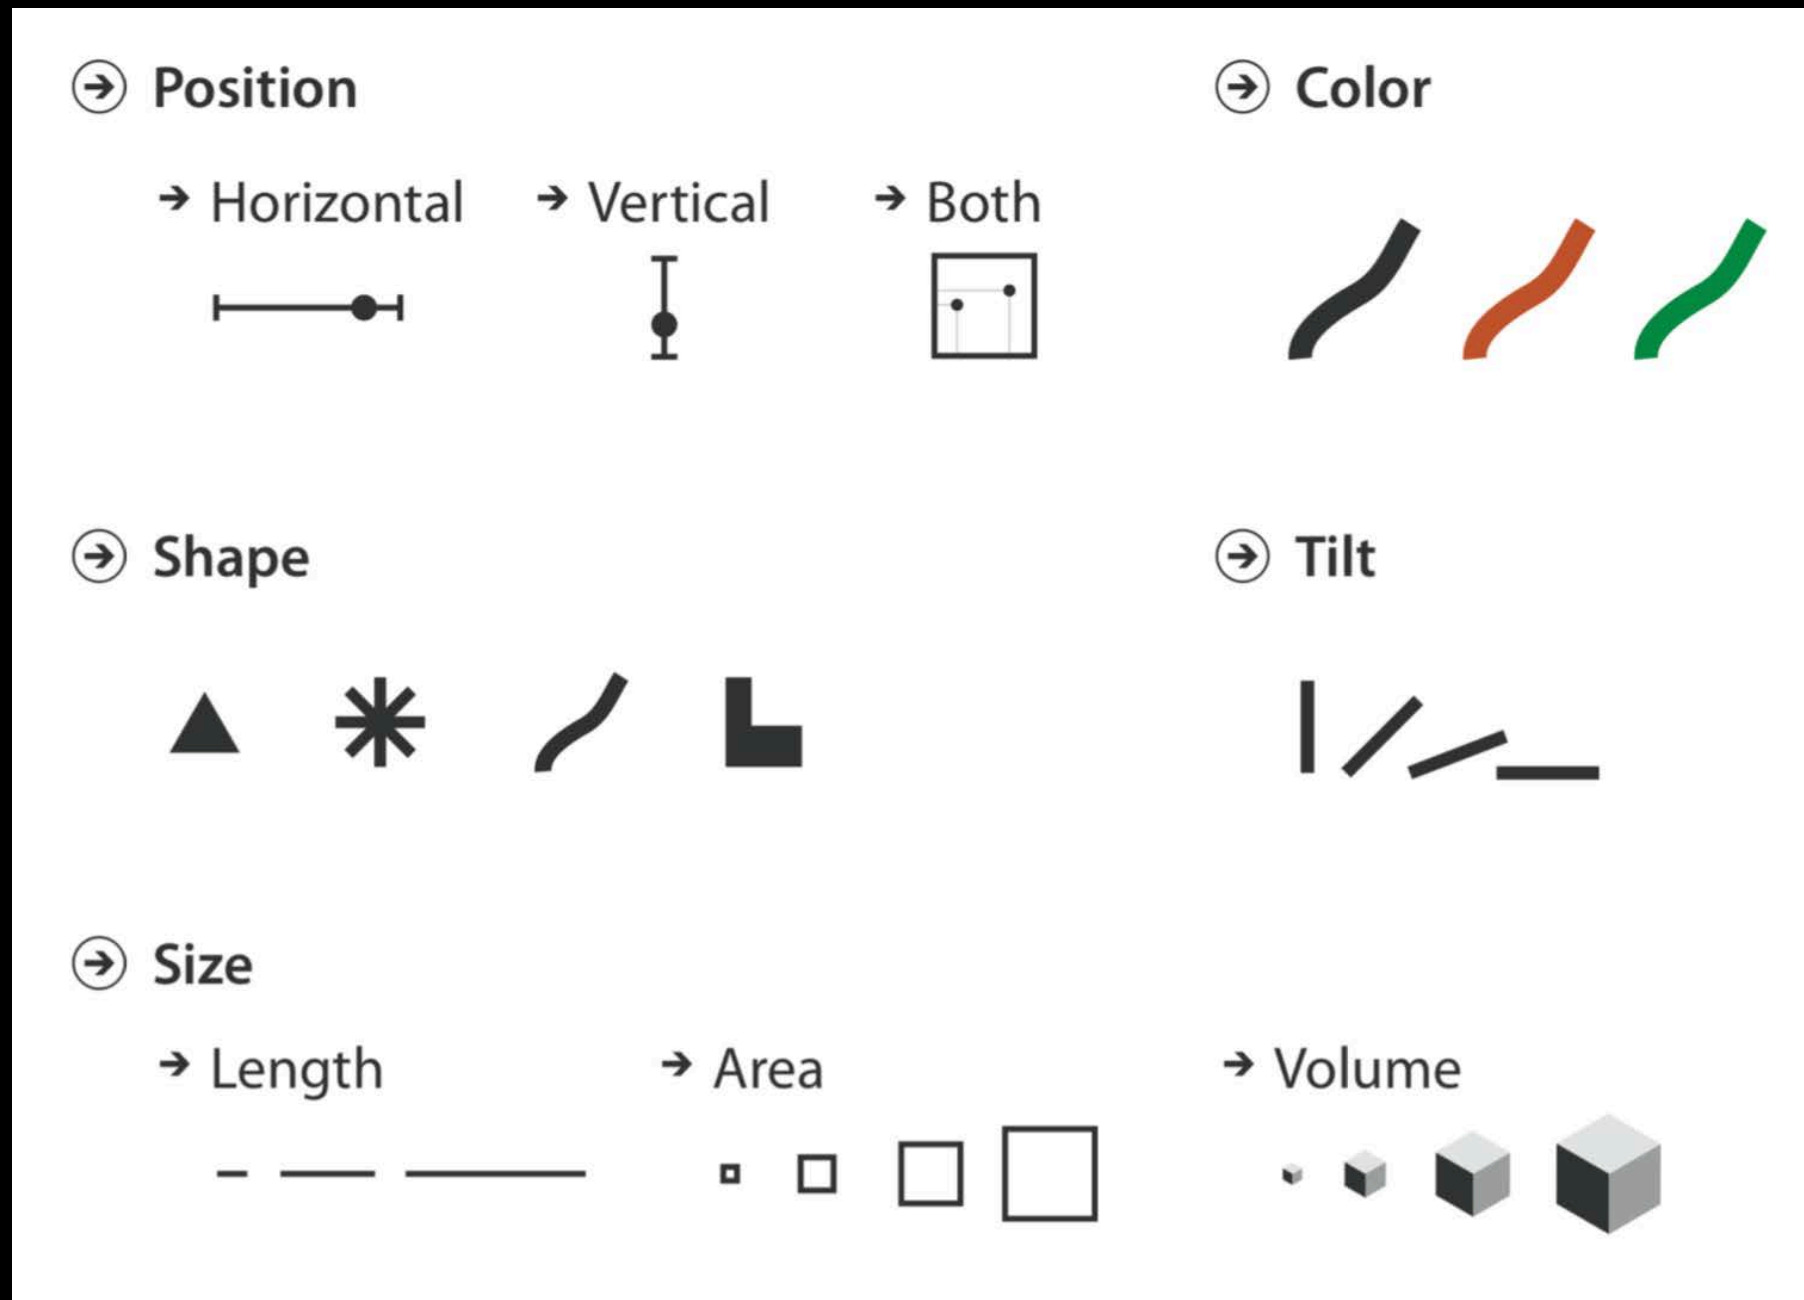 Position
Horizontal
Vertical
Both
Color
Shape
Tilt
Size
Length
Area
Volume